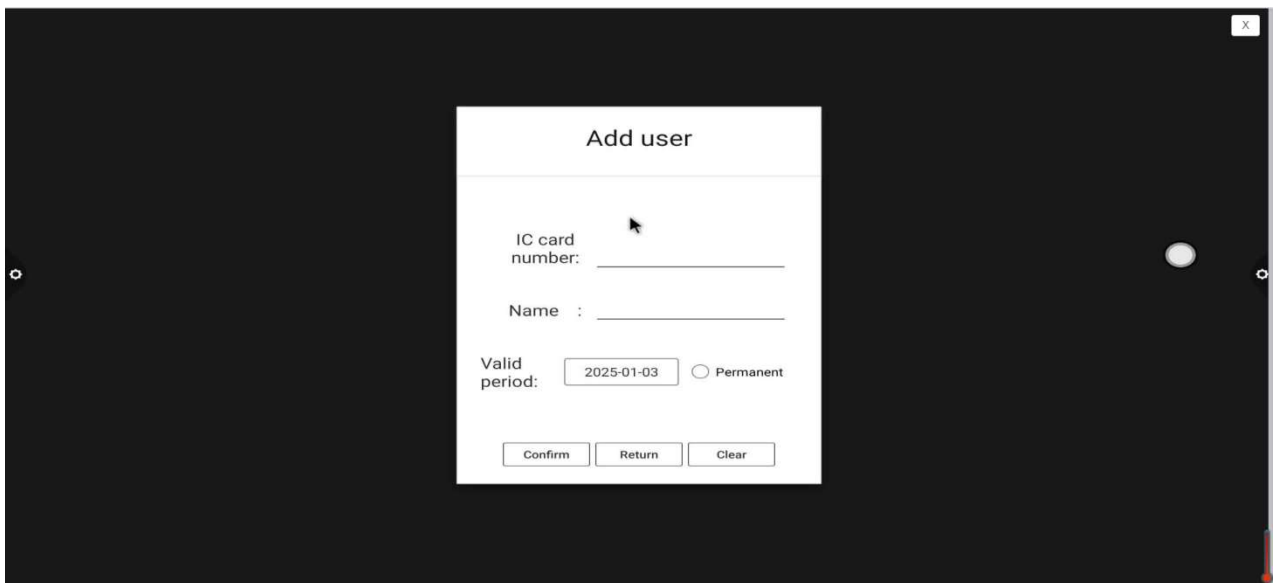 X
Add user
IC card
number:
Name :
Valid
period:
2025-01-03
Permanent
Confirm
Return
Clear